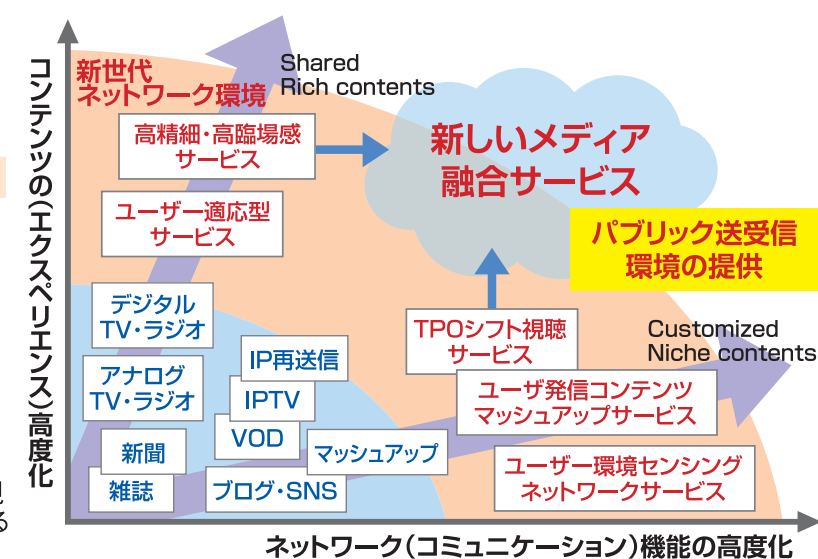 コンテンツの(エクスペリエンス)高度化
新世代
ネットワーク環境
Shared
Rich contents
高精細・高臨場感
サービス
ユーザー適応型
サービス
新しいメディア
融合サービス
パブリック送受信
環境の提供
デジタル
TV・ラジオ
アナログ
TV・ラジオ
新聞
雑誌
IP再送信
IPTV
VOD
マッシュアップ
ブログ・SNS
TPOシフト視聴
サービス
Customized
Niche contents
ユーザ発信コンテンツ
マッシュアップサービス
ユーザー環境センシング
ネットワークサービス
ネットワーク(コミュニケーション)機能の高度化
る